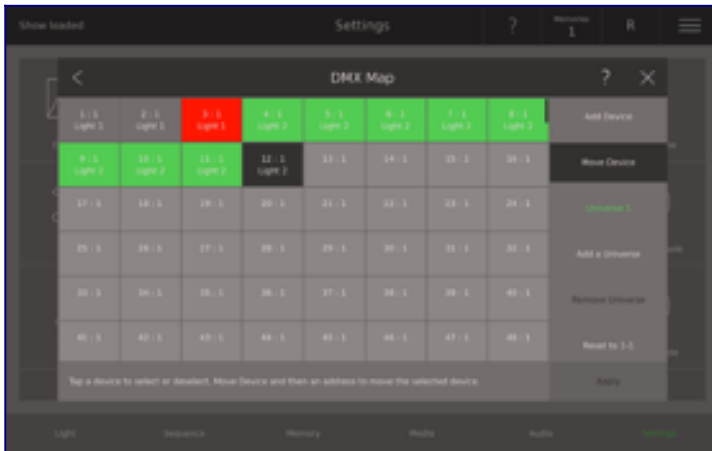 Show loaded
Settings
?
Memories
1
R
DMX Map
?
1 : 1
Light 1
2 : 1
Light 1
3 : 1
Light 1
4 : 1
Light 2
5 : 1
Light 2
6 : 1
Light 2
7 : 1
Light 2
8 : 1
Light 2
Add Device
9 : 1
Light 2
10 : 1
Light 2
11 : 1
Light 2
12 : 1
Light 2
13 : 1
14 : 1
15 : 1
16 : 1
Move Device
17 : 1
18 : 1
19 : 1
20 : 1
21 : 1
22 : 1
23 : 1
24 : 1
Universe 1
25 : 1
26 : 1
27 : 1
28 : 1
29 : 1
30 : 1
31 : 1
32 : 1
Add a Universe
33 : 1
34 : 1
35 : 1
36 : 1
37 : 1
38 : 1
39 : 1
40 : 1
Remove Universe
41 : 1
42 : 1
43 : 1
44 : 1
45 : 1
46 : 1
47 : 1
48 : 1
Reset to 1-1
Tap a device to select or deselect. Move Device and then an address to move the selected device.
Apply
Light
Sequence
Memory
Media
Audio
Settings